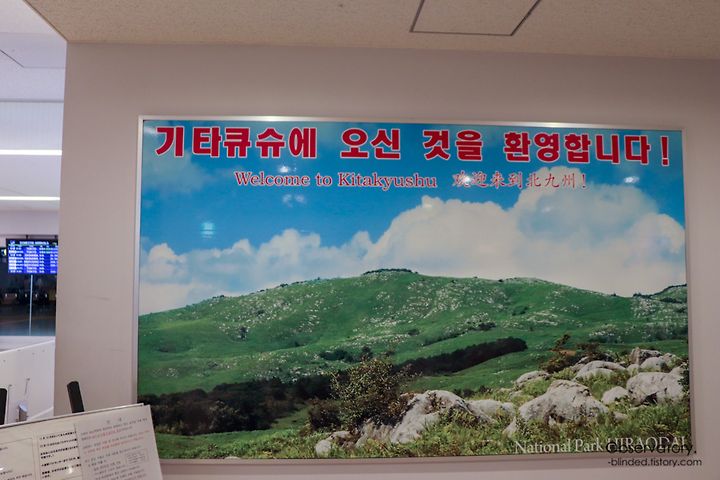 기타큐슈에 오신 것을 환영합니다!
Welcome to Kitakyushu 欢迎来到北九州!
National Park HIRAODAI
Observatory.
-blinded.tistory.com